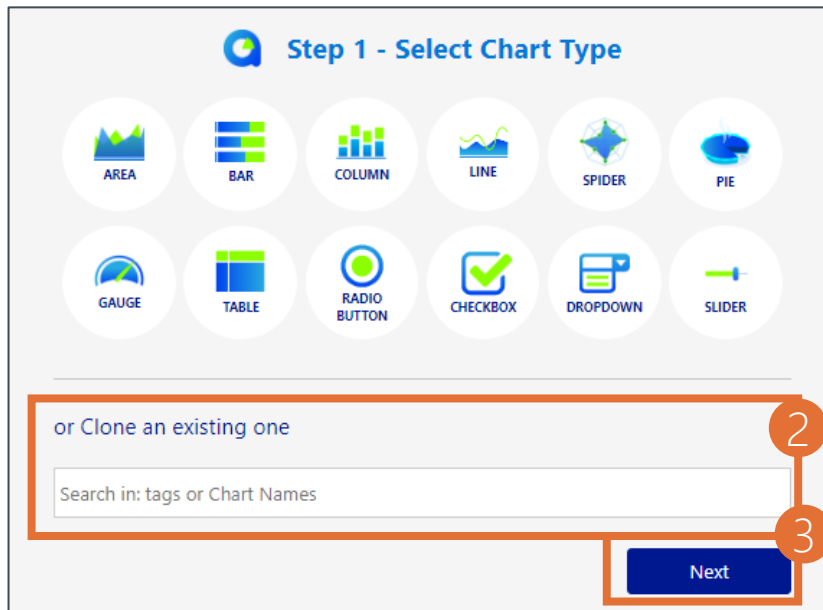 Step 1 - Select Chart Type
AREA
BAR
COLUMN
LINE
SPIDER
PIE
GAUGE
TABLE
RADIO
BUTTON
CHECKBOX
DROPDOWN
SLIDER
or Clone an existing one
2
Search in: tags or Chart Names
3
Next